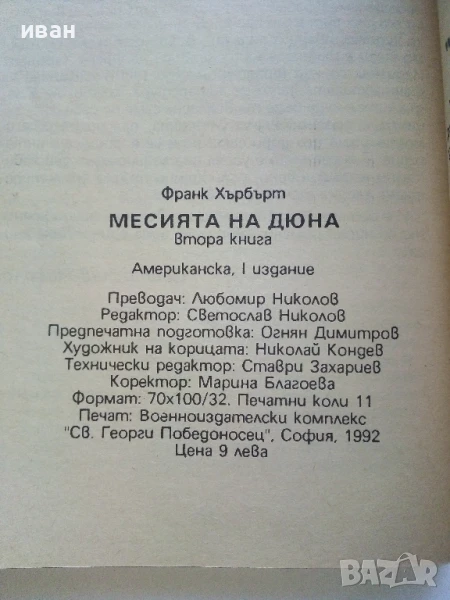 иван
Франк Хърбърт
МЕСИЯТА НА ДЮНА
втора книга
Американска, I издание
Преводач: Любомир Николов
Редактор: Светослав Николов
Предпечатна подготовка: Огнян Димитров
Художник на корицата: Николай Кондев
Технически редактор: Ставри Захариев
Коректор: Марина Благоева
Формат: 70х100/32. Печатни коли 11
Печат: Военноиздателски комплекс
"Св. Георги Победоносец", София, 1992
Цена 9 лева
BAZAR